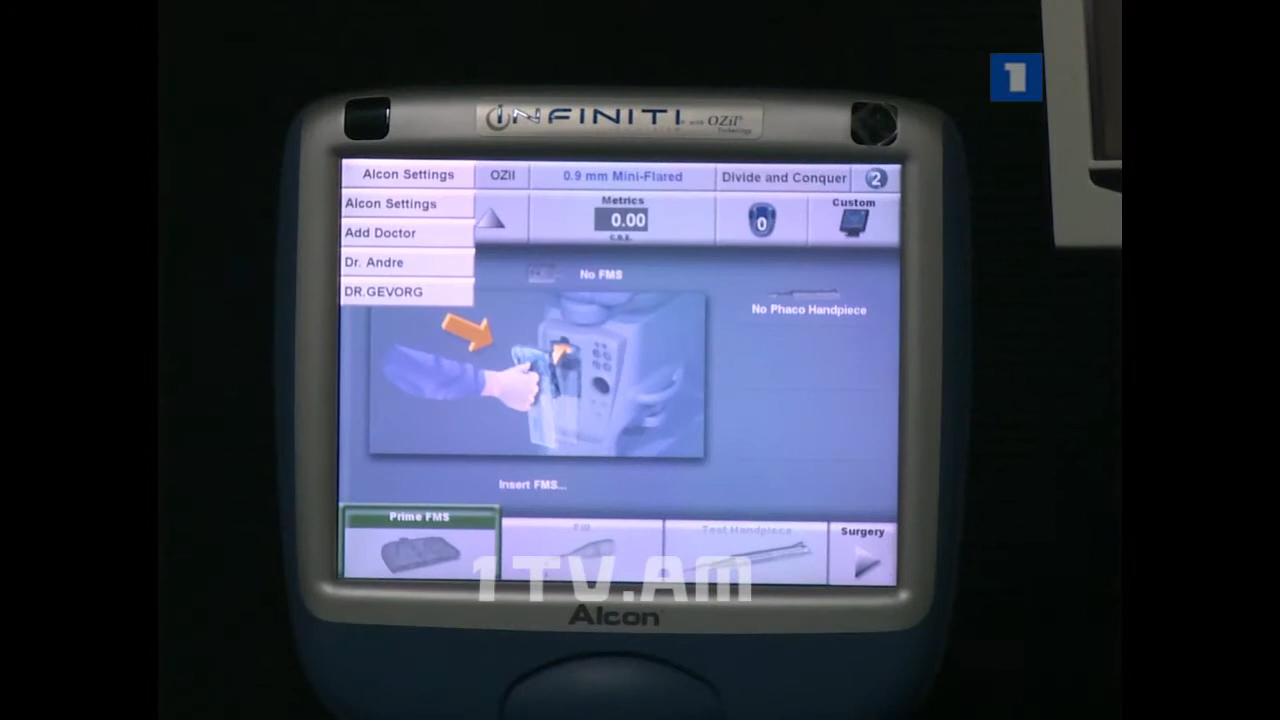 1
INFINITI® with OZil®
Technology
Alcon Settings OZil 0.9 mm Mini-Flared Divide and Conquer 2
Alcon Settings
Add Doctor
Dr. Andre
DR.GEVORG
Metrics
0.00
C.D.E.
0
Custom
No FMS
No Phaco Handpiece
Insert FMS...
Prime FMS Fill Test Handpiece Surgery
1TV.Am
Alcon